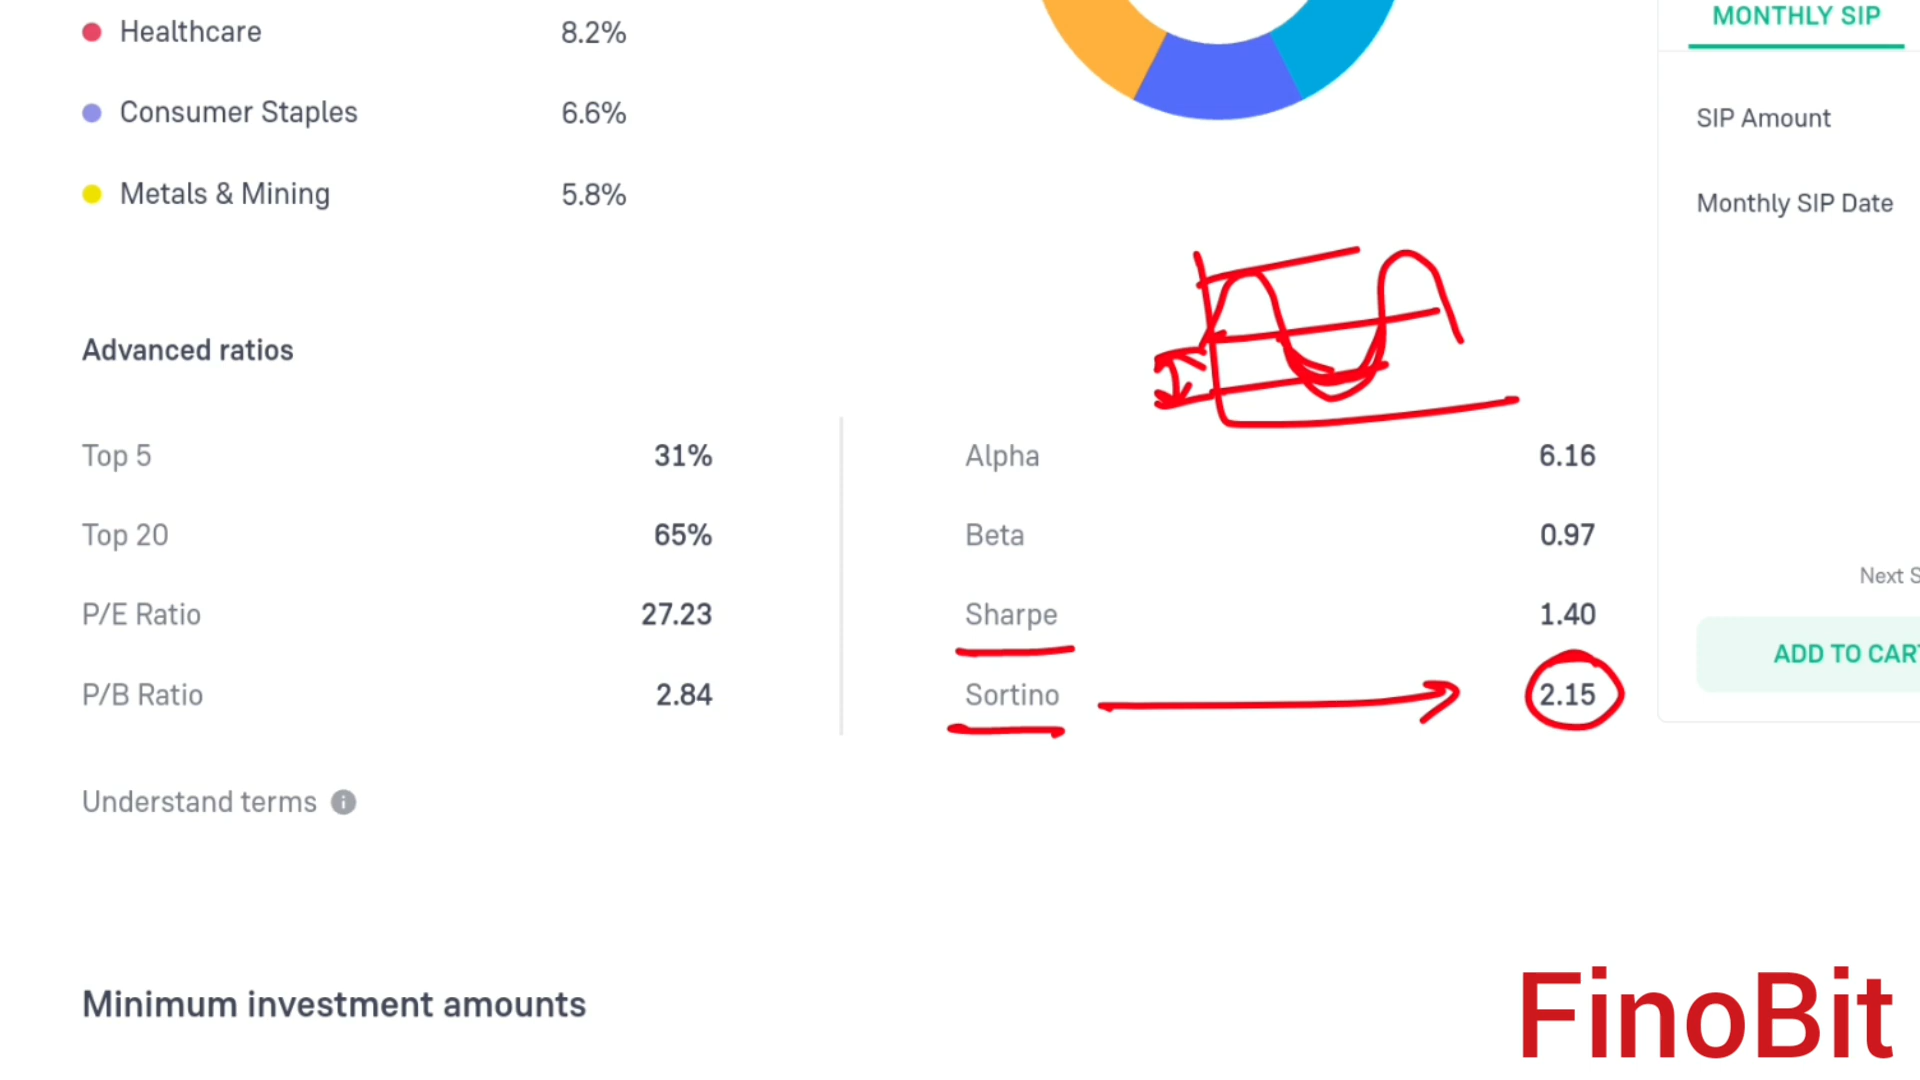 Healthcare 8.2%
Consumer Staples 6.6%
Metals & Mining 5.8%
MONTHLY SIP
SIP Amount
Monthly SIP Date
Advanced ratios
Top 5 31%
Top 20 65%
P/E Ratio 27.23
P/B Ratio 2.84
Alpha 6.16
Beta 0.97
Sharpe 1.40
Sortino 2.15
Next S
ADD TO CART
Understand terms
Minimum investment amounts
FinoBit